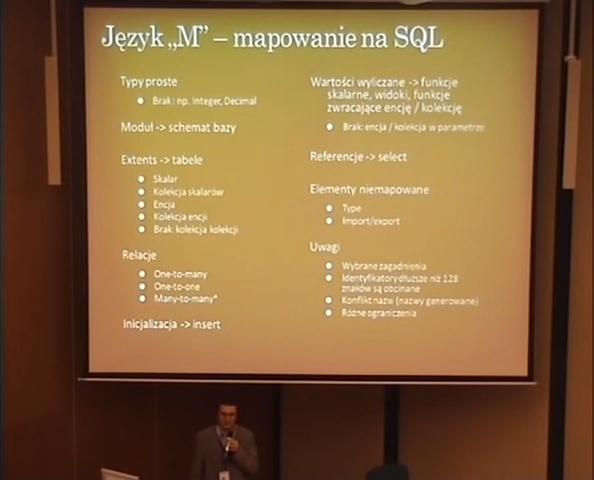 Język „M” – mapowanie na SQL
Typy proste
Brak: np. Integer, Decimal
Moduł -> schemat bazy
Extents -> tabele
Skalar
Kolekcja skalarów
Encja
Kolekcja encji
Brak: kolekcja kolekcji
Relacje
One-to-many
One-to-one
Many-to-many*
Inicjalizacja -> insert
Wartości wyliczane -> funkcje
skalarne, widoki, funkcje
zwracające encję / kolekcję
Brak: encja / kolekcja w parametrze
Referencje -> select
Elementy niemapowane
Type
Import/export
Uwagi
Wybrane zagadnienia
Identyfikatory dłuższe niż 128
znaków są obcinane
Konflikt nazw (nazwy generowane)
Różne ograniczenia